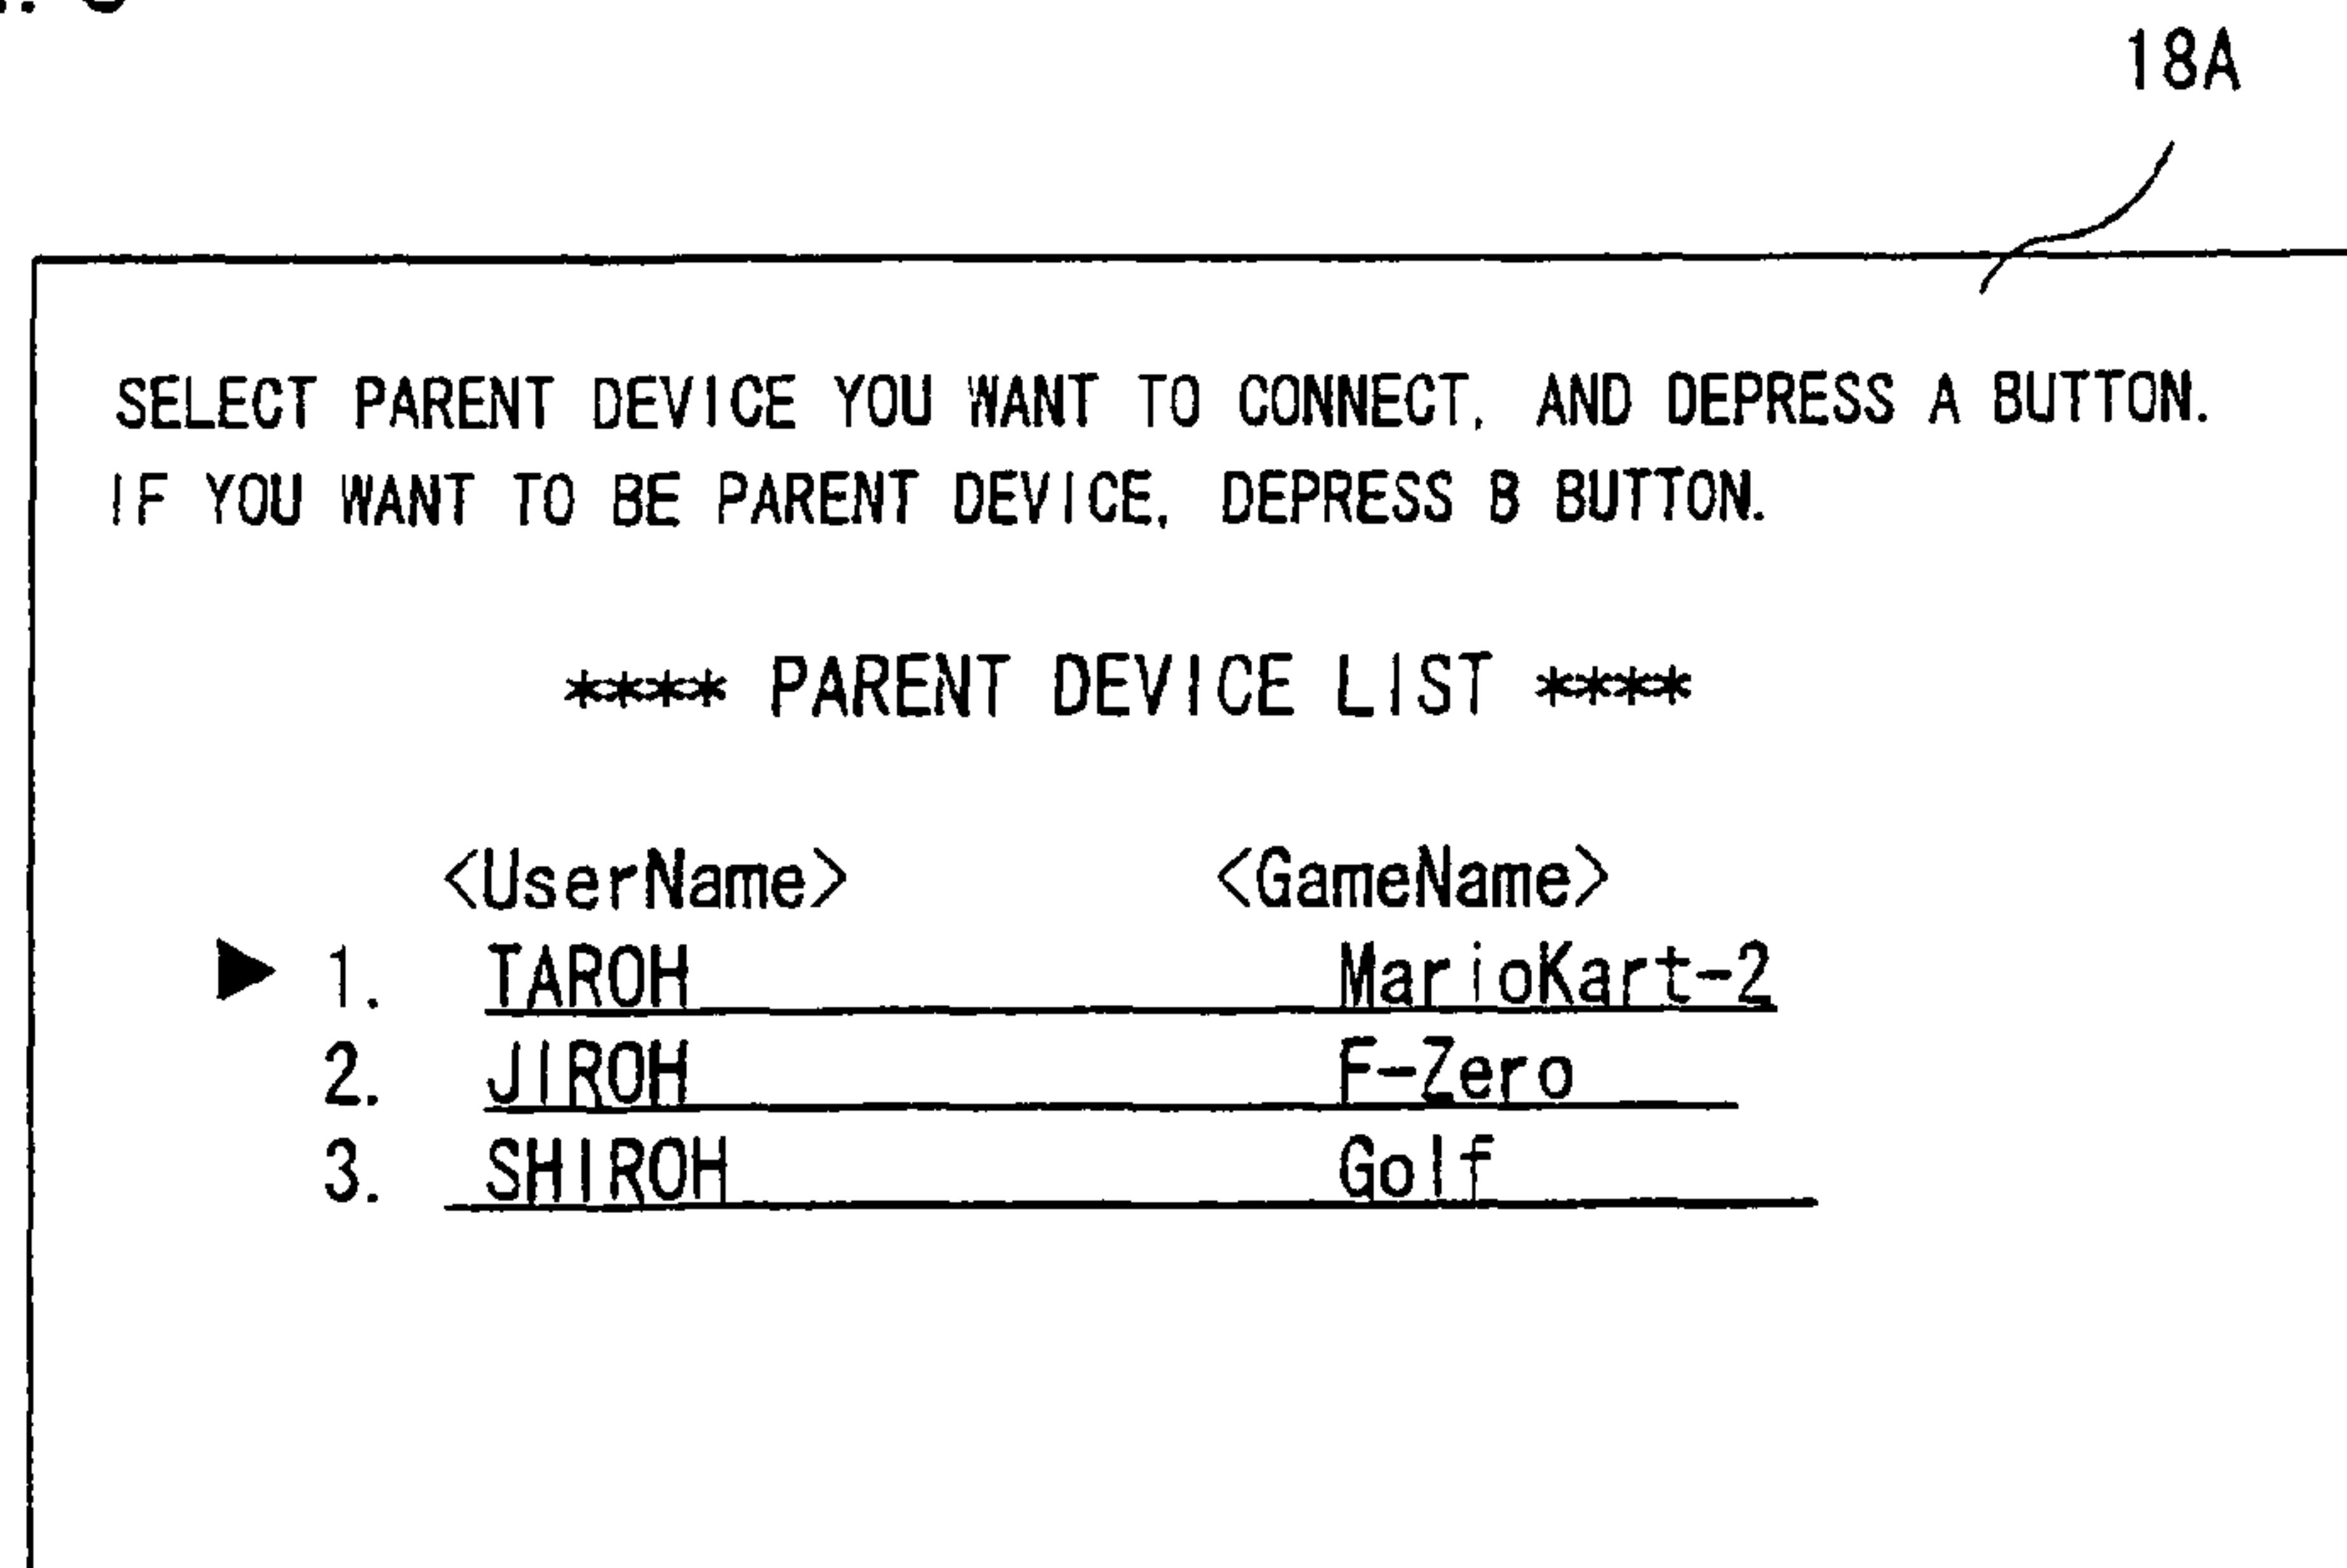 18A
SELECT PARENT DEVICE YOU WANT TO CONNECT, AND DEPRESS A BUTTON.
IF YOU WANT TO BE PARENT DEVICE, DEPRESS B BUTTON.
**** PARENT DEVICE LIST ****
<UserName> <GameName>
▶ 1. TAROH MarioKart-2
2. JIROH F-Zero
3. SHIROH Golf